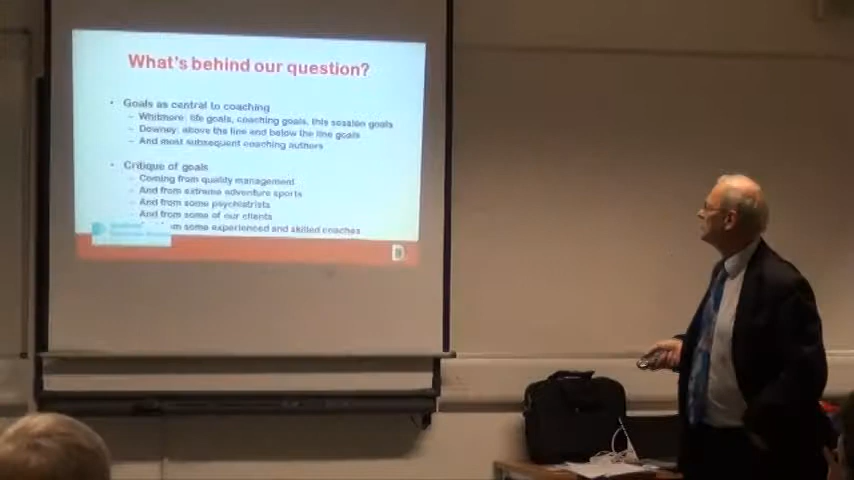 What's behind our question?
• Goals as central to coaching
– Whitmore: life goals, coaching goals, this session goals
– Downey: above the line and below the line goals
– And most subsequent coaching authors
• Critique of goals
– Coming from quality management
– And from extreme adventure sports
– And from some psychiatrists
– And from some of our clients
from some experienced and skilled coaches